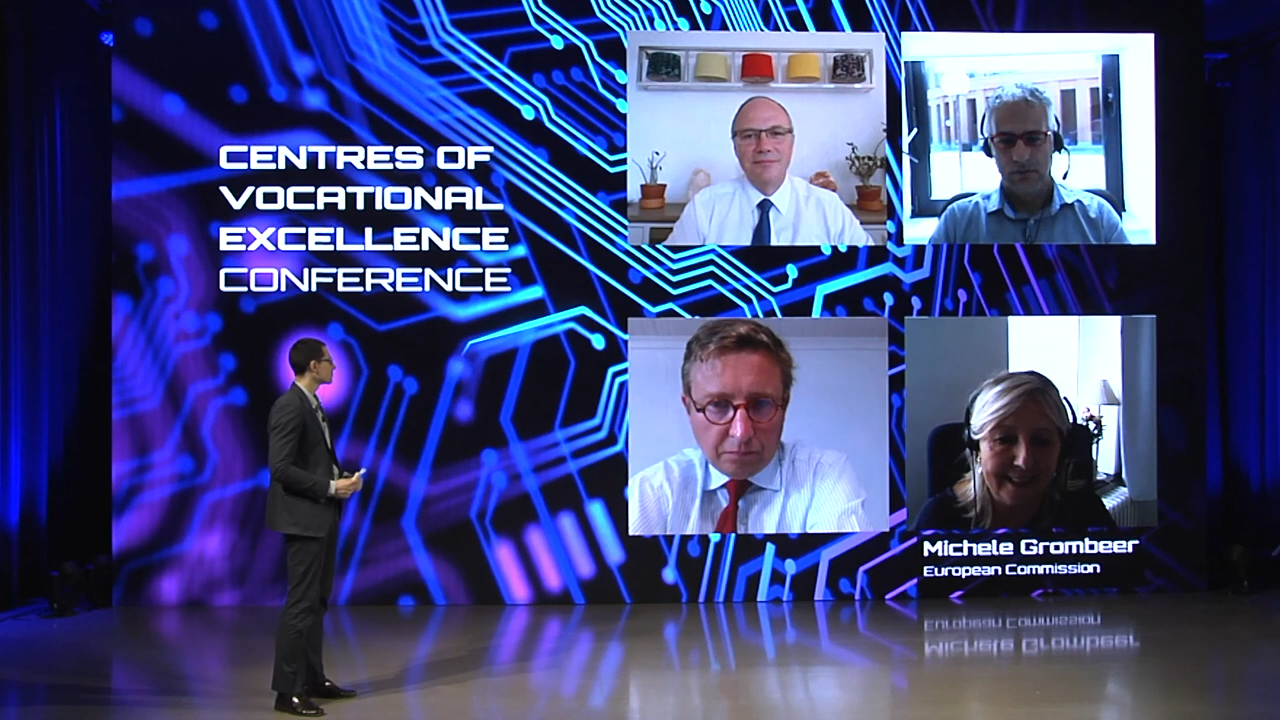 CENTRES OF
VOCATIONAL
EXCELLENCE
CONFERENCE
Michele Grombeer
European Commission